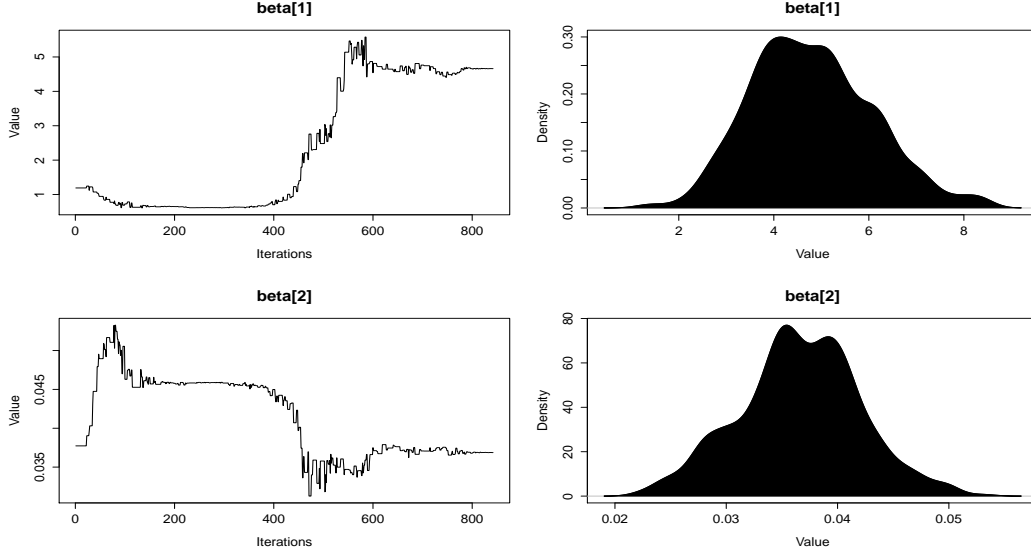 beta[1]
Value
1 2 3 4 5
0 200 400 600 800
Iterations
beta[1]
Density
0.00 0.20 0.30
2 4 6 8
Value
beta[2]
Value
0.035 0.045
0 200 400 600 800
Iterations
beta[2]
Density
0 20 40 60 80
0.02 0.03 0.04 0.05
Value